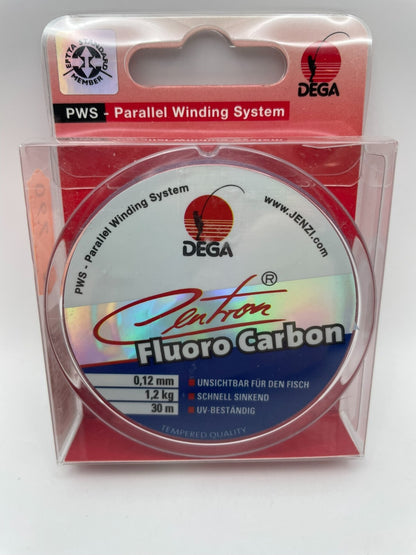 EFTTA STANDARD
MEMBER
DEGA
PWS - Parallel Winding System
PWS - Parallel Winding System
www.JENZI.com
DEGA
Centron®
Fluoro Carbon
0,12 mm
1,2 kg
30 m
UNSICHTBAR FÜR DEN FISCH
SCHNELL SINKEND
UV-BESTÄNDIG
TEMPERED QUALITY